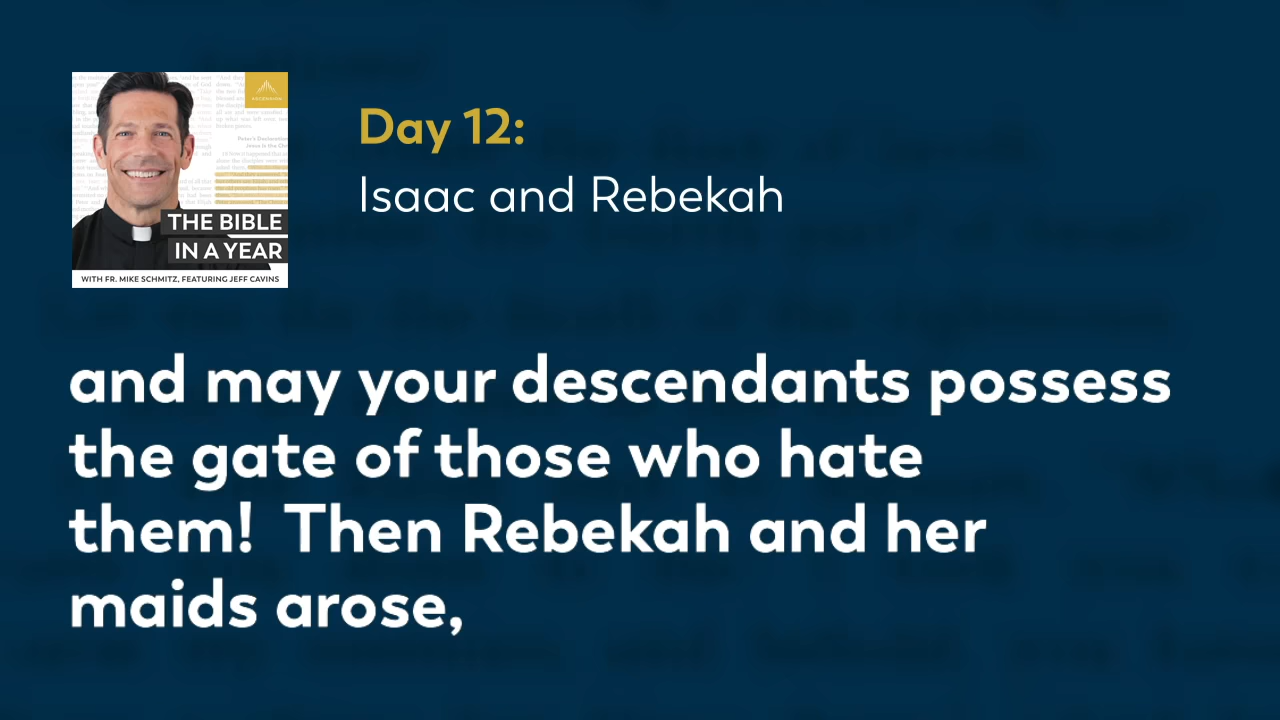 ASCENSION
Day 12:
Isaac and Rebekah
THE BIBLE
IN A YEAR
WITH FR. MIKE SCHMITZ, FEATURING JEFF CAVINS
and may your descendants possess
the gate of those who hate
them! Then Rebekah and her
maids arose,